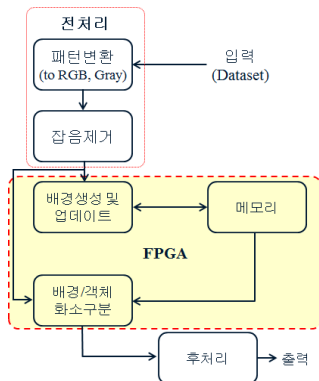 전처리
패턴변환
(to RGB, Gray)
입력
(Dataset)
잡음제거
배경생성 및
업데이트
메모리
FPGA
배경/객체
화소구분
후처리
출력